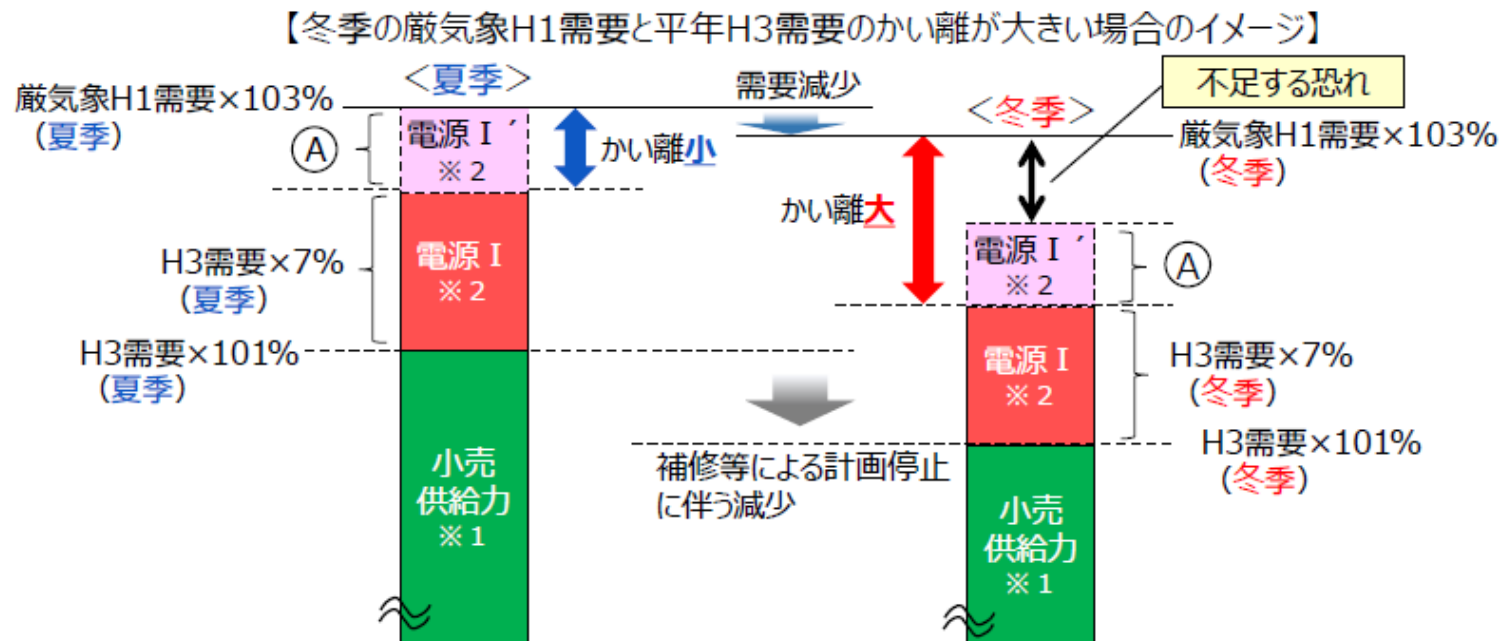 【冬季の厳気象H1需要と平年H3需要のかい離が大きい場合のイメージ】
<夏季>
厳気象H1需要×103%
(夏季)
Ⓐ
電源Ⅰ´
※2
かい離小
H3需要×7%
(夏季)
電源Ⅰ
※2
H3需要×101%
(夏季)
小売
供給力
※1
需要減少
かい離大
補修等による計画停止
に伴う減少
<冬季>
不足する恐れ
厳気象H1需要×103%
(冬季)
電源Ⅰ´
※2
Ⓐ
電源Ⅰ
※2
H3需要×7%
(冬季)
H3需要×101%
(冬季)
小売
供給力
※1